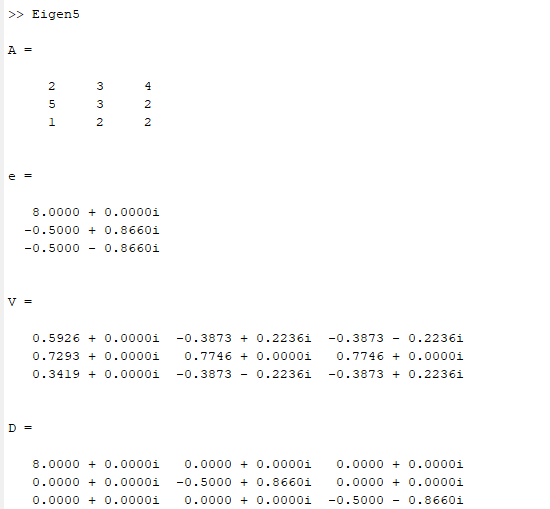 >> Eigen5
A =
2 3 4
5 3 2
1 2 2
e =
8.0000 + 0.0000i
-0.5000 + 0.8660i
-0.5000 - 0.8660i
V =
0.5926 + 0.0000i -0.3873 + 0.2236i -0.3873 - 0.2236i
0.7293 + 0.0000i 0.7746 + 0.0000i 0.7746 + 0.0000i
0.3419 + 0.0000i -0.3873 - 0.2236i -0.3873 + 0.2236i
D =
8.0000 + 0.0000i 0.0000 + 0.0000i 0.0000 + 0.0000i
0.0000 + 0.0000i -0.5000 + 0.8660i 0.0000 + 0.0000i
0.0000 + 0.0000i 0.0000 + 0.0000i -0.5000 - 0.8660i